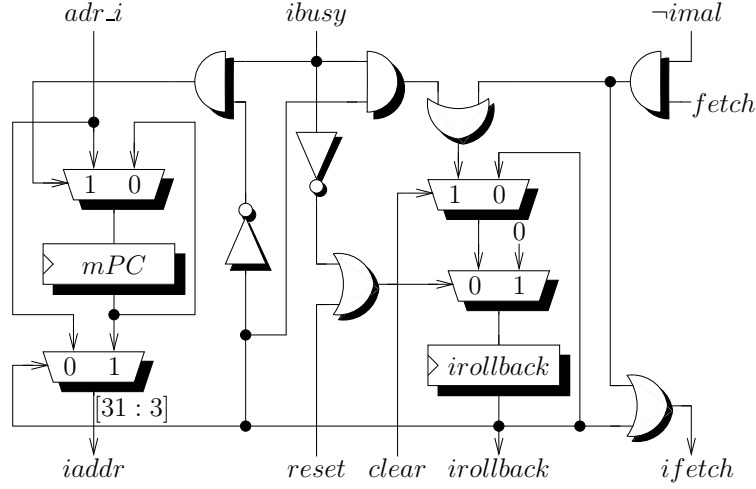 adr_i ibusy ¬imal
fetch
1 0
1 0
0
mPC
0 1
0 1
irollback
[31 : 3]
iaddr reset clear irollback ifetch